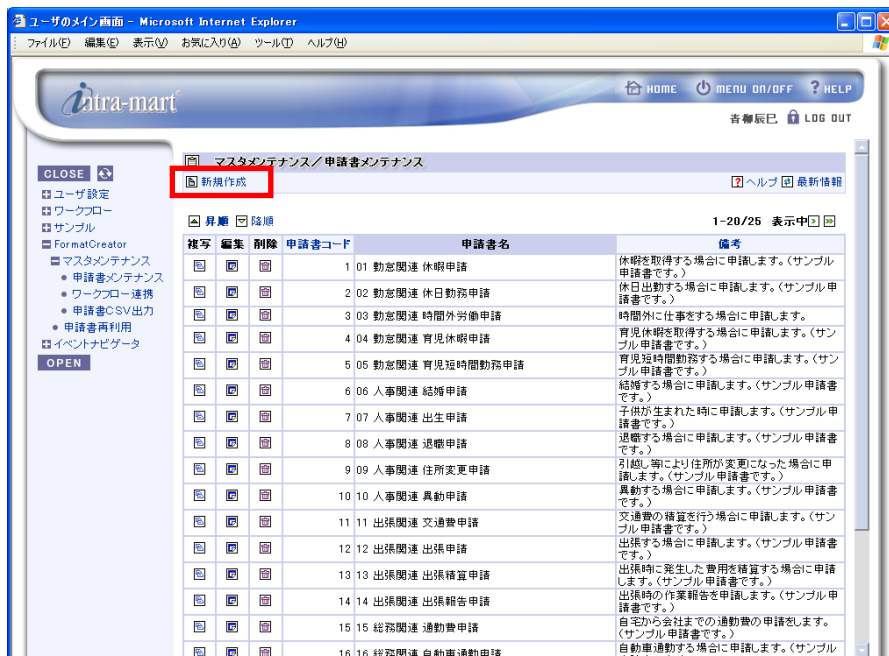 ユーザのメイン画面 - Microsoft Internet Explorer
ファイル(F) 編集(E) 表示(V) お気に入り(A) ツール(T) ヘルプ(H)
intra-mart
HOME MENU ON/OFF ? HELP
青柳辰巳 LOG OUT
マスタメンテナンス/申請書メンテナンス
CLOSE
新規作成
ヘルプ 最新情報
ユーザ設定
ワークフロー
サンプル
FormatCreator
マスタメンテナンス
申請書メンテナンス
ワークフロー連携
申請書CSV出力
申請書再利用
イベントナビゲータ
OPEN
昇順 降順
1-20/25 表示中
複写 編集 削除 申請書コード 申請書名 備考
1 01 勤怠関連 休暇申請 休暇を取得する場合に申請します。(サンプル
申請書です。)
2 02 勤怠関連 休日勤務申請 休日出勤する場合に申請します。(サンプル申
請書です。)
3 03 勤怠関連 時間外労働申請 時間外に仕事をする場合に申請します。
4 04 勤怠関連 育児休暇申請 育児休暇を取得する場合に申請します。(サン
プル申請書です。)
5 05 勤怠関連 育児短時間勤務申請 育児短時間勤務する場合に申請します。(サン
プル申請書です。)
6 06 人事関連 結婚申請 結婚する場合に申請します。(サンプル申請書
です。)
7 07 人事関連 出生申請 子供が生まれた時に申請します。(サンプル申
請書です。)
8 08 人事関連 退職申請 退職する場合に申請します。(サンプル申請書
です。)
9 09 人事関連 住所変更申請 引越し等により住所が変更になった場合に申
請します。(サンプル申請書です。)
10 10 人事関連 異動申請 異動する場合に申請します。(サンプル申請書
です。)
11 11 出張関連 交通費申請 交通費の精算を行う場合に申請します。(サン
プル申請書です。)
12 12 出張関連 出張申請 出張する場合に申請します。(サンプル申請書
です。)
13 13 出張関連 出張精算申請 出張時に発生した費用を精算する場合に申請
します。(サンプル申請書です。)
14 14 出張関連 出張報告申請 出張時の作業報告を申請します。(サンプル申
請書です。)
15 15 総務関連 通勤費申請 自宅から会社までの通勤費の申請をします。
(サンプル申請書です。)
16 16 総務関連 自動車通勤申請 自動車通勤する場合に申請します。(サンプル